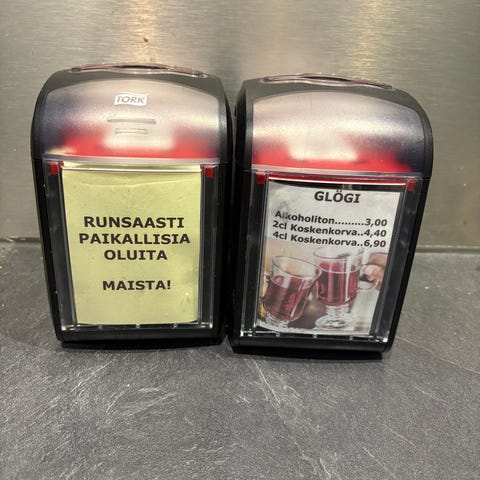 TORK
RUNSAASTI
PAIKALLISIA
OLUITA
MAISTA!
GLÖGI
Alkoholiton.........3,00
2cl Koskenkorva..4,40
4cl Koskenkorva..6,90